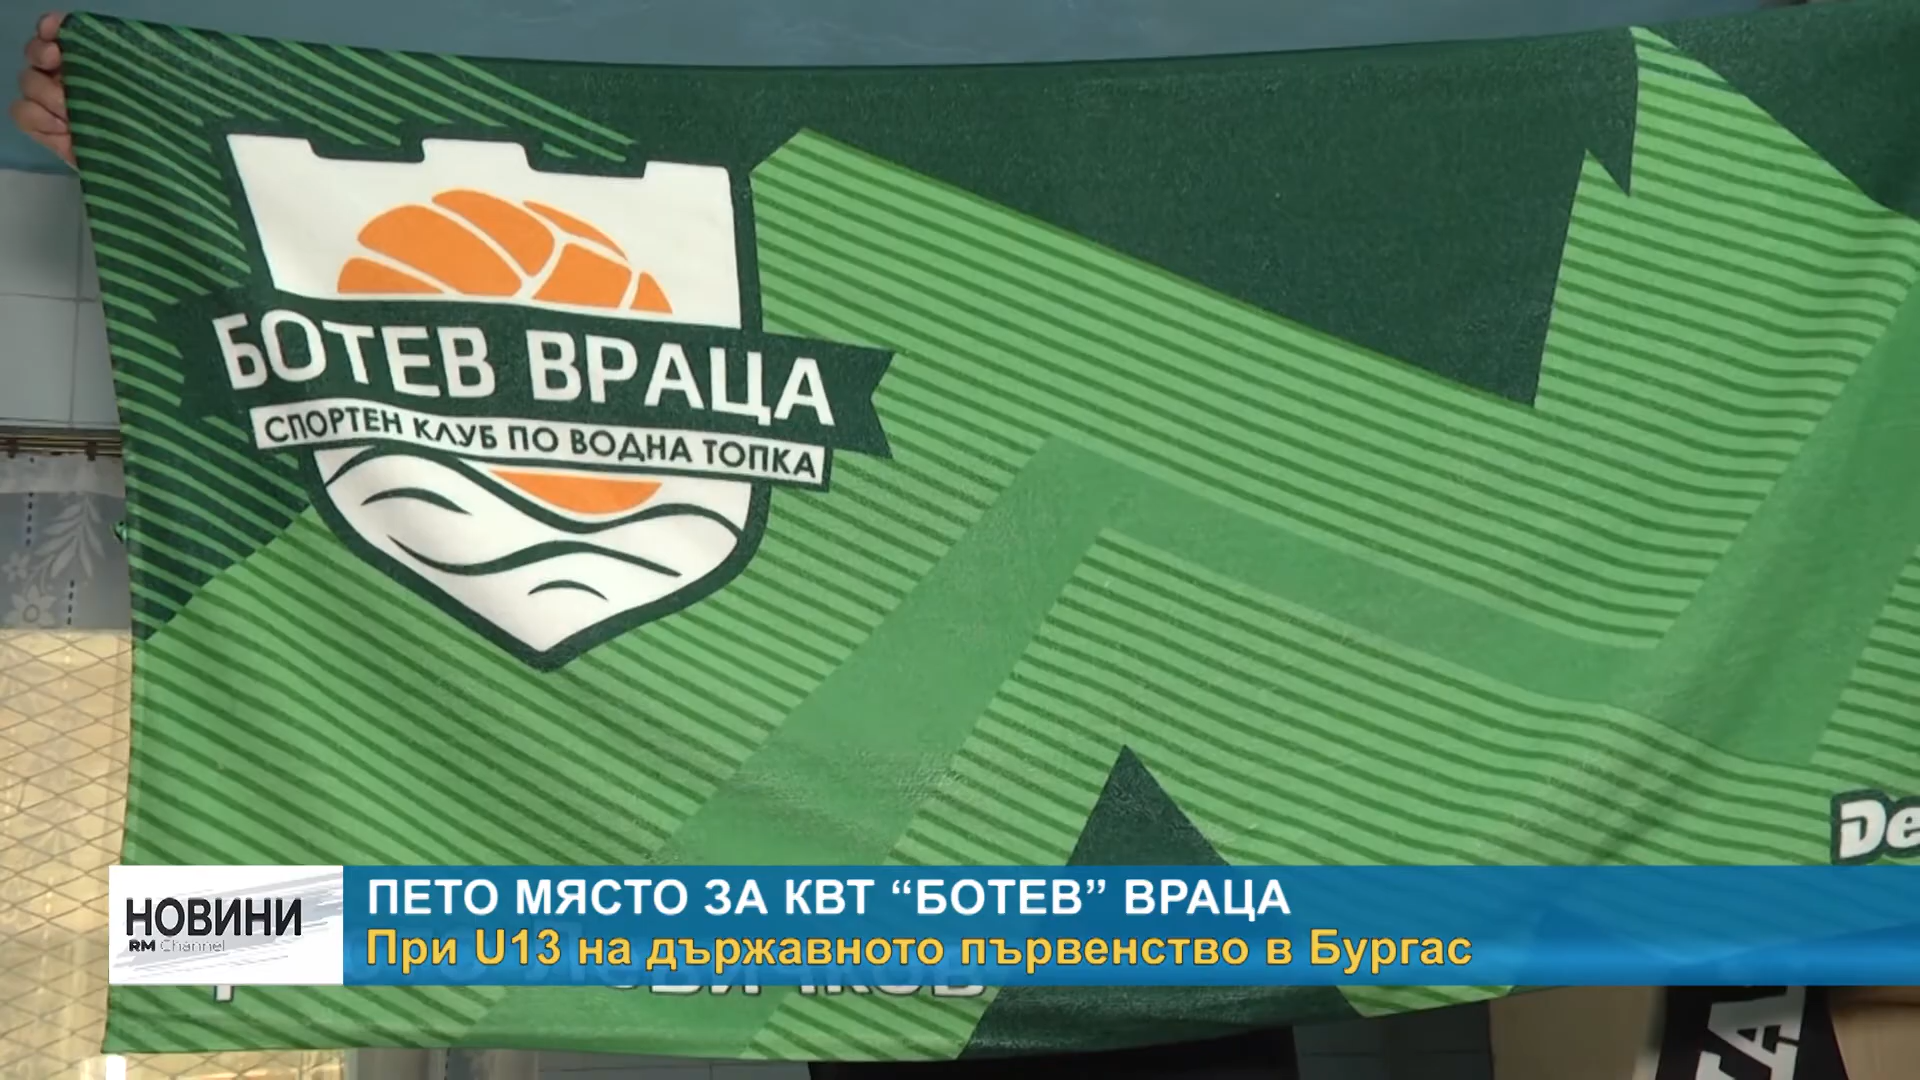 БОТЕВ ВРАЦА
СПОРТЕН КЛУБ ПО ВОДНА ТОПКА
De
НОВИНИ
RM Channel
ПЕТО МЯСТО ЗА КВТ “БОТЕВ” ВРАЦА
При U13 на държавното първенство в Бургас